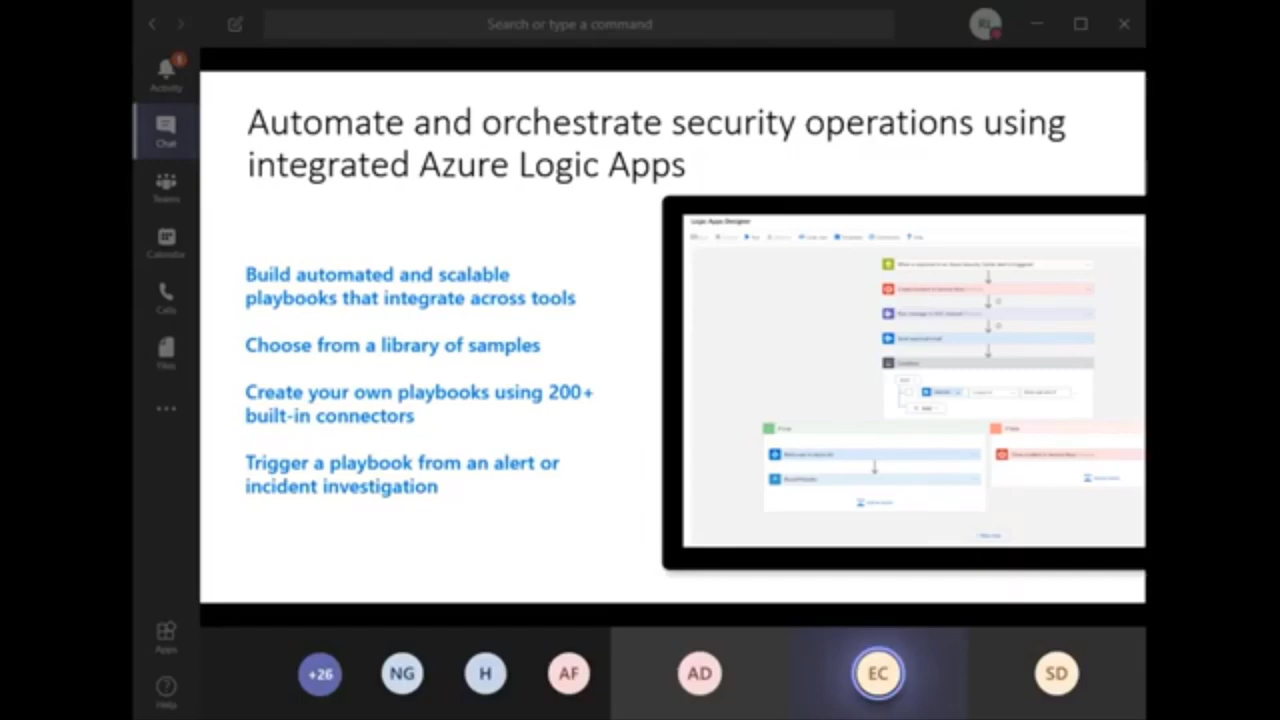 Search or type a command
RL
Activity
Chat
Teams
Calendar
Calls
Files
Apps
Help
Automate and orchestrate security operations using
integrated Azure Logic Apps
Build automated and scalable
playbooks that integrate across tools
Choose from a library of samples
Create your own playbooks using 200+
built-in connectors
Trigger a playbook from an alert or
incident investigation
Logic Apps Designer
+26
NG
H
AF
AD
EC
SD